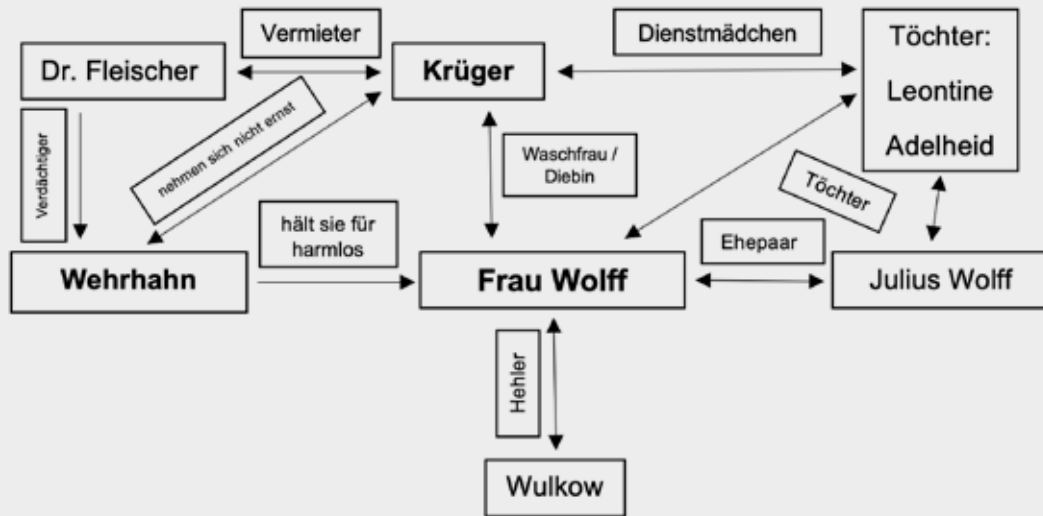 Vermieter
Dienstmädchen
Töchter:
Leontine
Adelheid
Dr. Fleischer
Krüger
Verdächtiger
nehmen sich nicht ernst
Waschfrau /
Diebin
Töchter
hält sie für
harmlos
Ehepaar
Wehrhahn
Frau Wolff
Julius Wolff
Hehler
Wulkow